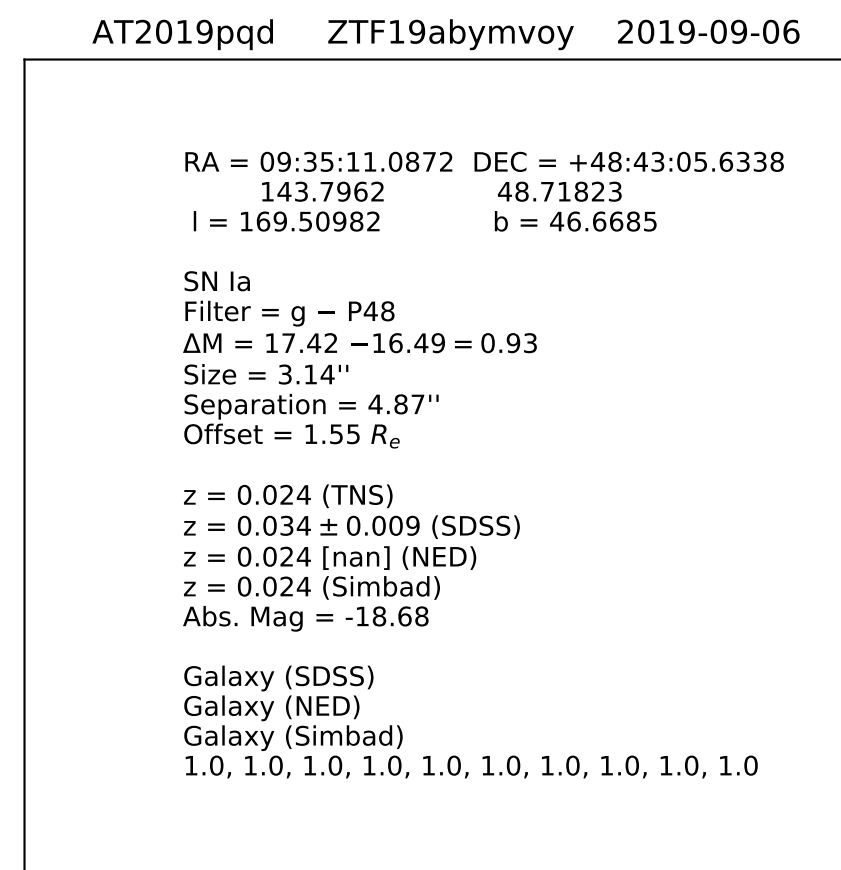 AT2019pqd ZTF19abymvoy 2019-09-06
RA = 09:35:11.0872 DEC = +48:43:05.6338
143.7962 48.71823
l = 169.50982 b = 46.6685
SN Ia
Filter = g − P48
ΔM = 17.42 −16.49 = 0.93
Size = 3.14''
Separation = 4.87''
Offset = 1.55 Rₑ
z = 0.024 (TNS)
z = 0.034 ± 0.009 (SDSS)
z = 0.024 [nan] (NED)
z = 0.024 (Simbad)
Abs. Mag = -18.68
Galaxy (SDSS)
Galaxy (NED)
Galaxy (Simbad)
1.0, 1.0, 1.0, 1.0, 1.0, 1.0, 1.0, 1.0, 1.0, 1.0